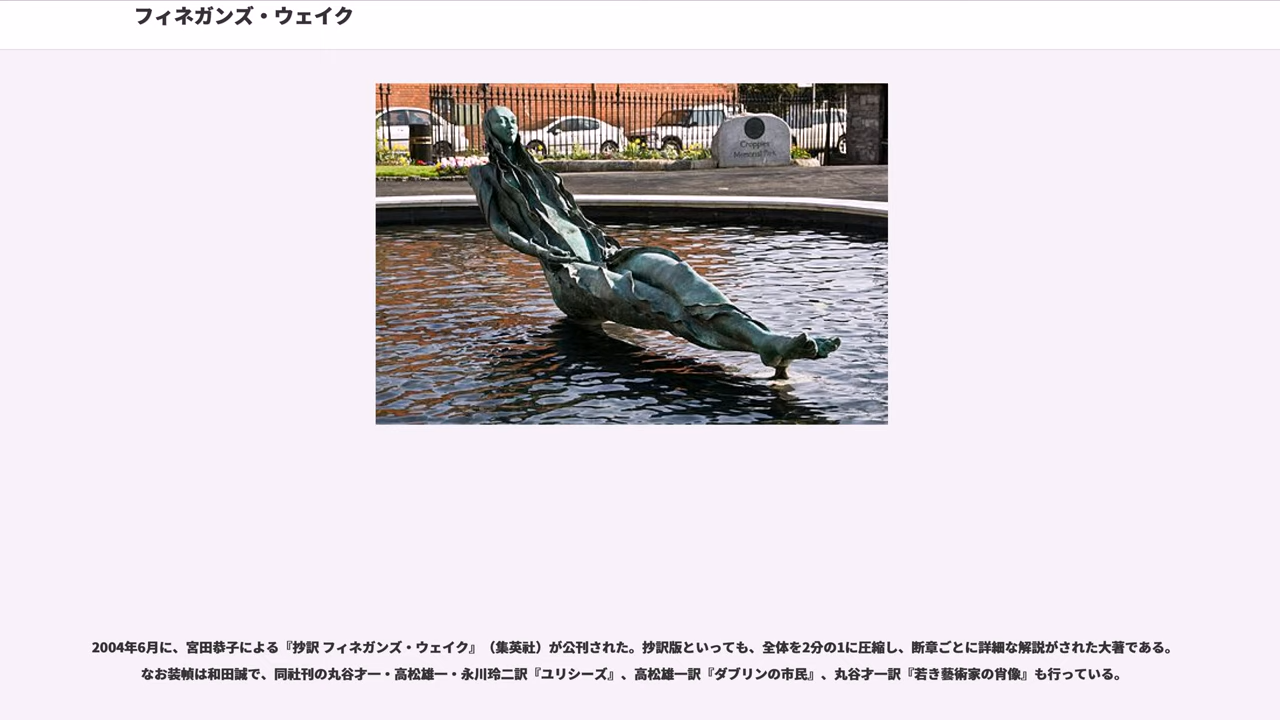 フィネガンズ・ウェイク
Croppies
Memorial Park
2004年6月に、宮田恭子による『抄訳 フィネガンズ・ウェイク』（集英社）が公刊された。抄訳版といっても、全体を2分の1に圧縮し、断章ごとに詳細な解説がされた大著である。
なお装幀は和田誠で、同社刊の丸谷才一・高松雄一・永川玲二訳『ユリシーズ』、高松雄一訳『ダブリンの市民』、丸谷才一訳『若き藝術家の肖像』も行っている。